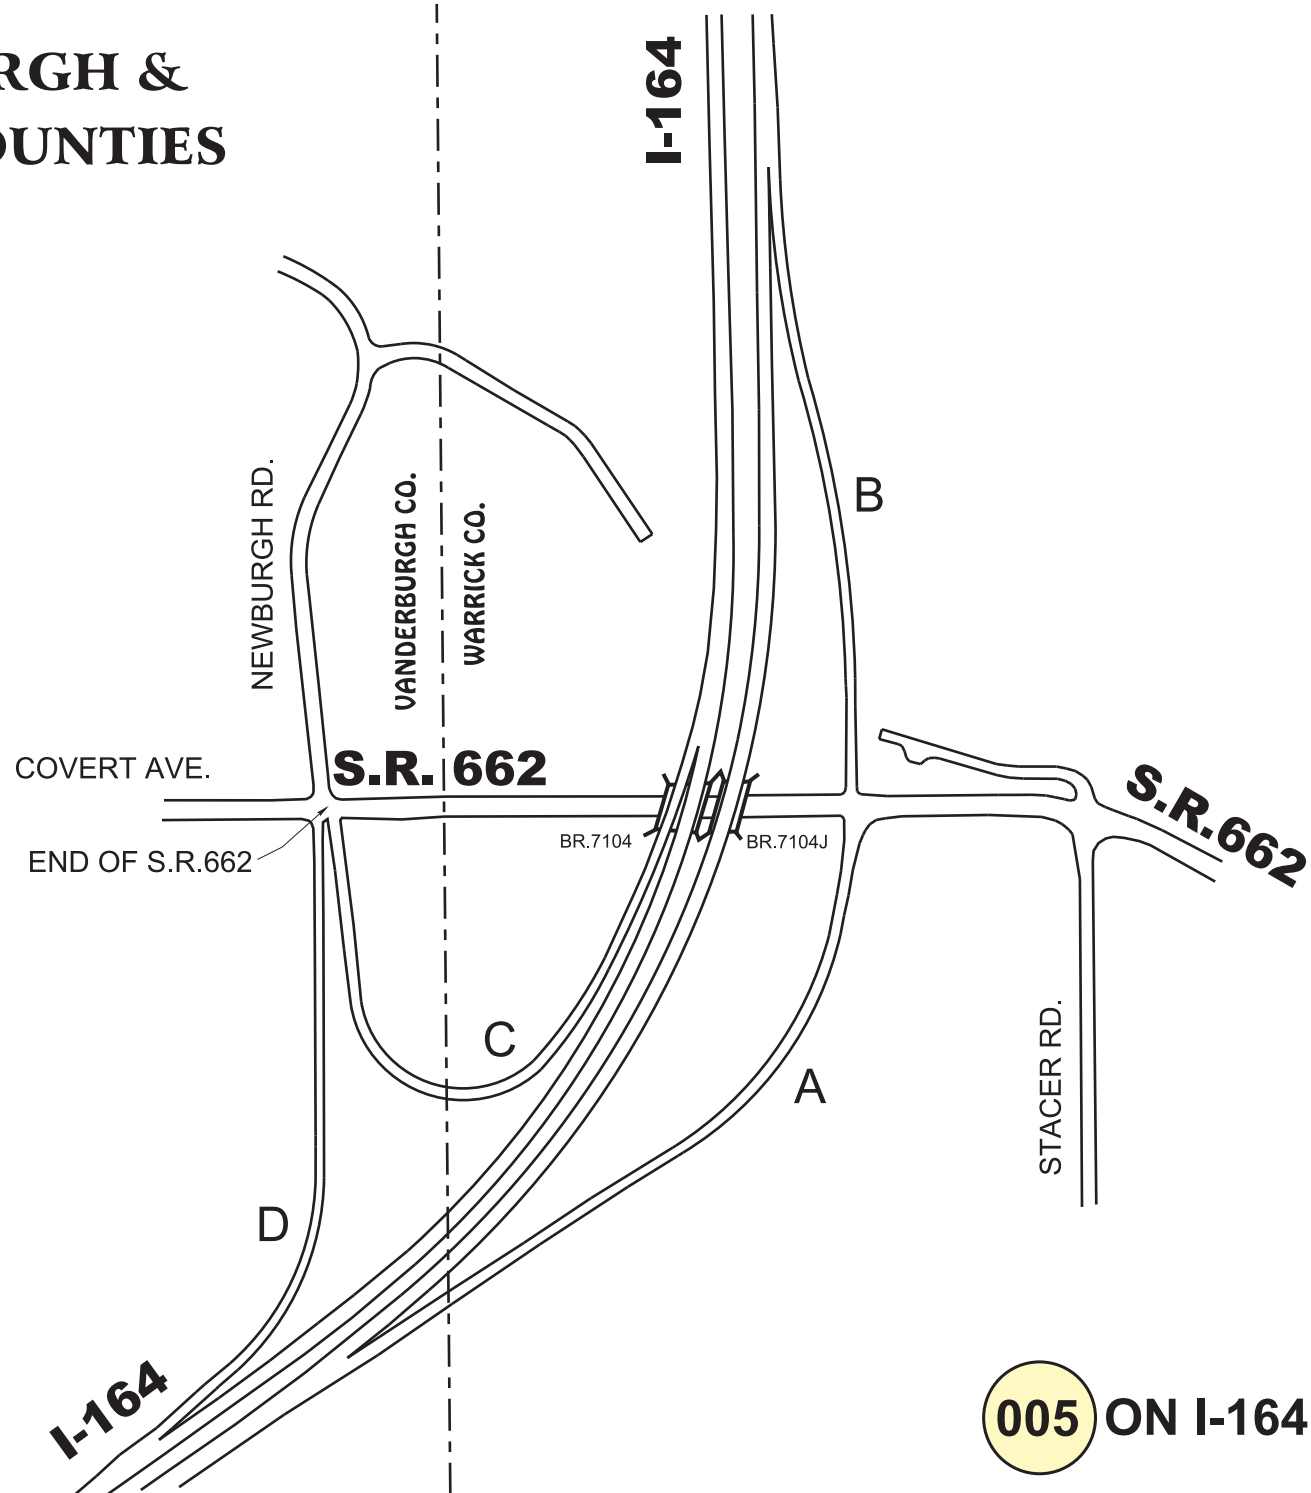 RGH &
OUNTIES
I-164
B
NEWBURGH RD.
VANDERBURGH CO.
WARRICK CO.
COVERT AVE.
S.R. 662
S.R.662
BR.7104
BR.7104J
END OF S.R.662
C
A
STACER RD.
D
I-164
005 ON I-164